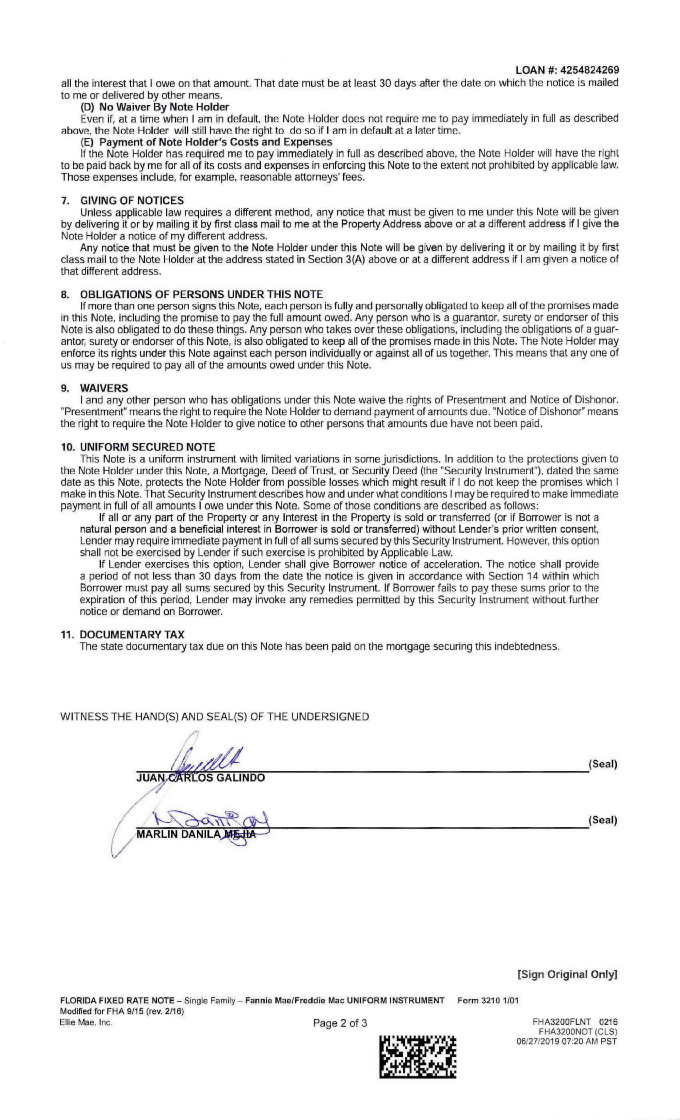 LOAN #: 4254824269
all the interest that I owe on that amount. That date must be at least 30 days after the date on which the notice is mailed
to me or delivered by other means.
(D) No Waiver By Note Holder
Even if, at a time when I am in default, the Note Holder does not require me to pay immediately in full as described
above, the Note Holder will still have the right to do so if I am in default at a later time.
(E) Payment of Note Holder's Costs and Expenses
If the Note Holder has required me to pay immediately in full as described above, the Note Holder will have the right
to be paid back by me for all of its costs and expenses in enforcing this Note to the extent not prohibited by applicable law.
Those expenses include, for example, reasonable attorneys' fees.
7. GIVING OF NOTICES
Unless applicable law requires a different method, any notice that must be given to me under this Note will be given
by delivering it or by mailing it by first class mail to me at the Property Address above or at a different address if I give the
Note Holder a notice of my different address.
Any notice that must be given to the Note Holder under this Note will be given by delivering it or by mailing it by first
class mail to the Note Holder at the address stated in Section 3(A) above or at a different address if I am given a notice of
that different address.
8. OBLIGATIONS OF PERSONS UNDER THIS NOTE
If more than one person signs this Note, each person is fully and personally obligated to keep all of the promises made
in this Note, including the promise to pay the full amount owed. Any person who is a guarantor, surety or endorser of this
Note is also obligated to do these things. Any person who takes over these obligations, including the obligations of a guar-
antor, surety or endorser of this Note, is also obligated to keep all of the promises made in this Note. The Note Holder may
enforce its rights under this Note against each person individually or against all of us together. This means that any one of
us may be required to pay all of the amounts owed under this Note.
9. WAIVERS
I and any other person who has obligations under this Note waive the rights of Presentment and Notice of Dishonor.
"Presentment" means the right to require the Note Holder to demand payment of amounts due. "Notice of Dishonor" means
the right to require the Note Holder to give notice to other persons that amounts due have not been paid.
10. UNIFORM SECURED NOTE
This Note is a uniform instrument with limited variations in some jurisdictions. In addition to the protections given to
the Note Holder under this Note, a Mortgage, Deed of Trust, or Security Deed (the "Security Instrument"), dated the same
date as this Note, protects the Note Holder from possible losses which might result if I do not keep the promises which I
make in this Note. That Security Instrument describes how and under what conditions I may be required to make immediate
payment in full of all amounts I owe under this Note. Some of those conditions are described as follows:
If all or any part of the Property or any Interest in the Property is sold or transferred (or if Borrower is not a
natural person and a beneficial interest in Borrower is sold or transferred) without Lender's prior written consent,
Lender may require immediate payment in full of all sums secured by this Security Instrument. However, this option
shall not be exercised by Lender if such exercise is prohibited by Applicable Law.
If Lender exercises this option, Lender shall give Borrower notice of acceleration. The notice shall provide
a period of not less than 30 days from the date the notice is given in accordance with Section 14 within which
Borrower must pay all sums secured by this Security Instrument. If Borrower fails to pay these sums prior to the
expiration of this period, Lender may invoke any remedies permitted by this Security Instrument without further
notice or demand on Borrower.
11. DOCUMENTARY TAX
The state documentary tax due on this Note has been paid on the mortgage securing this indebtedness.
WITNESS THE HAND(S) AND SEAL(S) OF THE UNDERSIGNED
(Seal)
JUAN CARLOS GALINDO
(Seal)
MARLIN DANILA MEJIA
[Sign Original Only]
FLORIDA FIXED RATE NOTE – Single Family – Fannie Mae/Freddie Mac UNIFORM INSTRUMENT Form 3210 1/01
Modified for FHA 9/15 (rev. 2/16)
Ellie Mae, Inc.
Page 2 of 3
FHA3200FLNT 0216
FHA3200NOT (CLS)
06/27/2019 07:20 AM PST